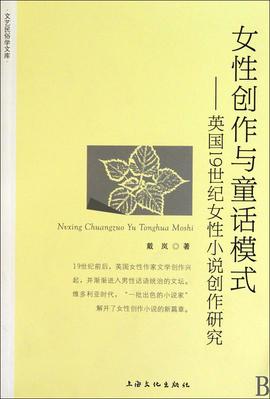 ·文艺民俗学文库·
女性创作与童话模式
——英国19世纪女性小说创作研究
Nvxing Chuangzuo Yu Tonghua Moshi
戴 岚◎著
19世纪前后，英国女性作家文学创作兴
起，并渐渐进入男性话语统治的文坛。
维多利亚时代，“一批出色的小说家”
揭开了女性创作小说的新篇章。
上海文化出版社
B